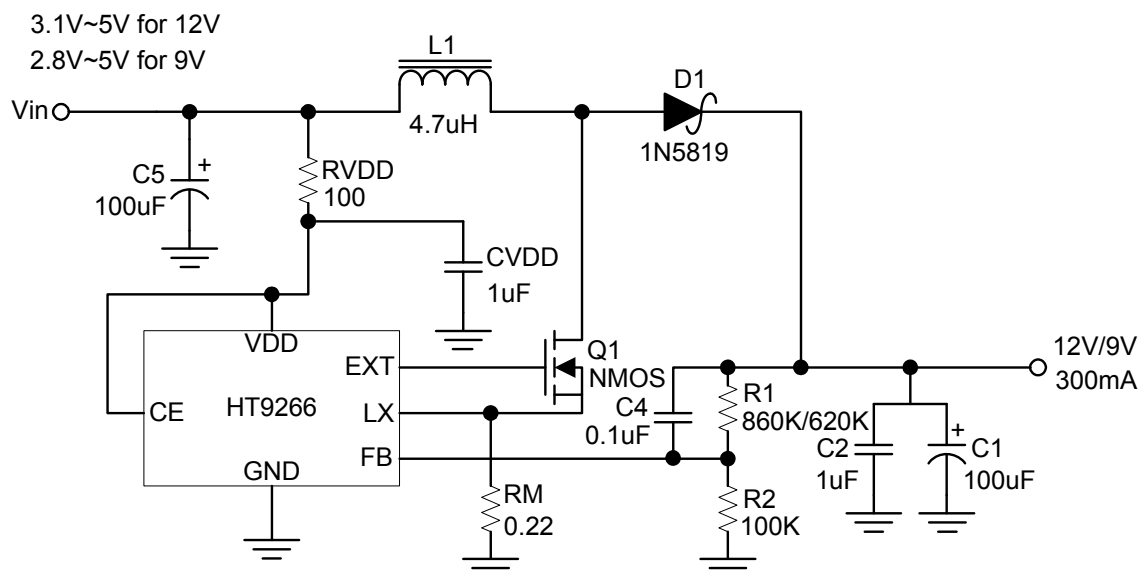 3.1V~5V for 12V
2.8V~5V for 9V
L1
4.7uH
D1
1N5819
Vin
C5
+
100uF
RVDD
100
CVDD
1uF
VDD
EXT
CE
HT9266
LX
FB
GND
Q1
NMOS
C4
0.1uF
R1
860K/620K
12V/9V
300mA
C2
1uF
+
C1
100uF
RM
0.22
R2
100K